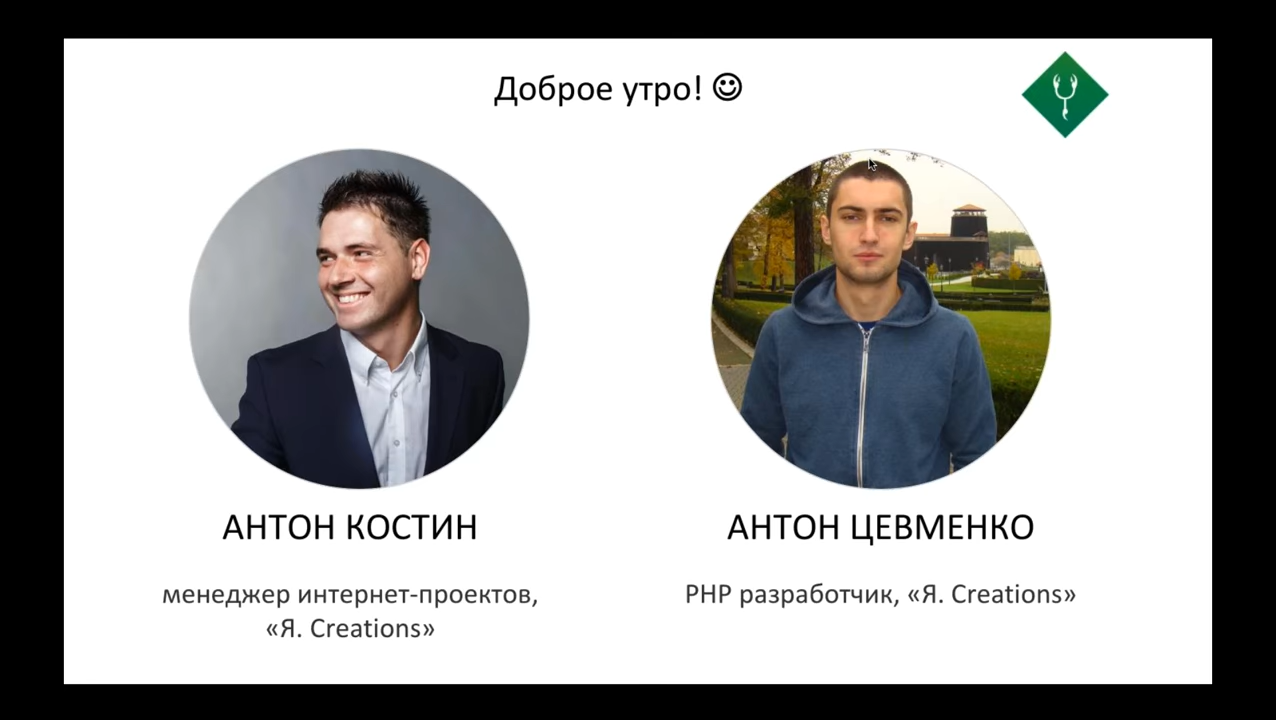 Доброе утро! ☺
АНТОН КОСТИН
АНТОН ЦЕВМЕНКО
менеджер интернет-проектов,
«Я. Creations»
PHP разработчик, «Я. Creations»